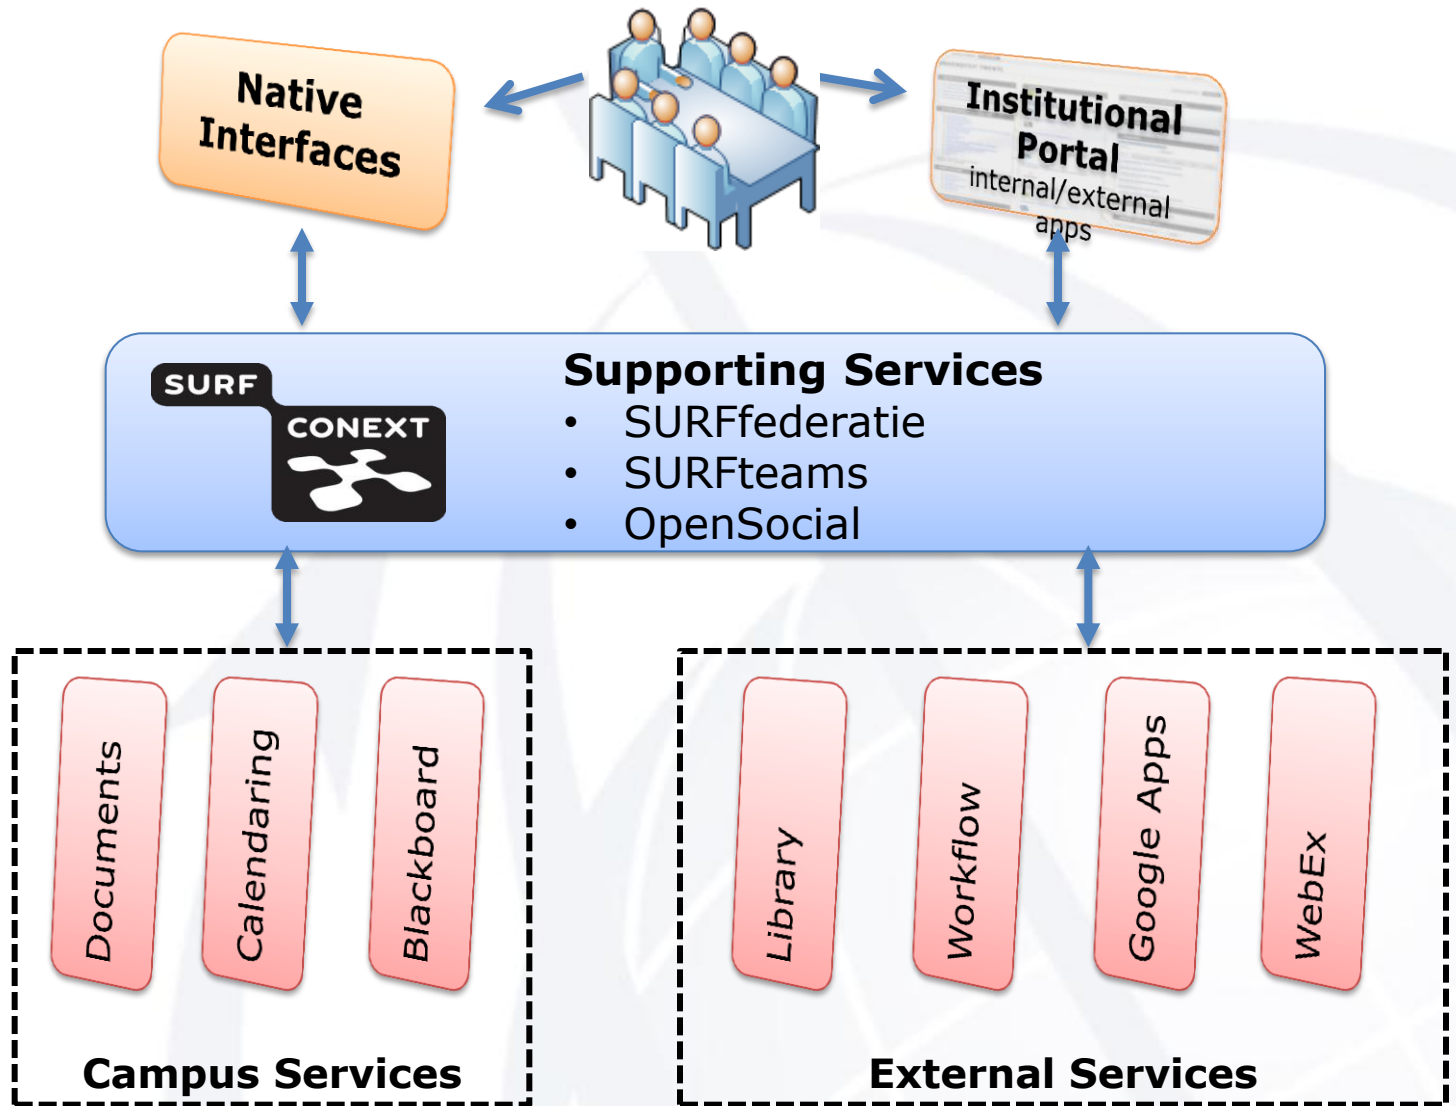 Native
Interfaces
Institutional
Portal
internal/external
apps
SURF
CONEXT
Supporting Services
• SURFfederatie
• SURFteams
• OpenSocial
Documents
Calendaring
Blackboard
Library
Workflow
Google Apps
WebEx
Campus Services
External Services